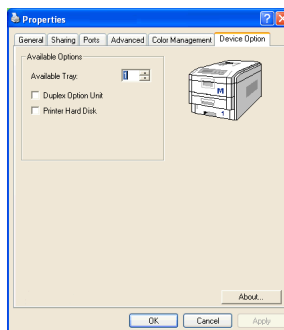 Properties
General Sharing Ports Advanced Color Management Device Option
Available Options
Available Tray: 1
Duplex Option Unit
Printer Hard Disk
M
1
About...
OK Cancel Apply